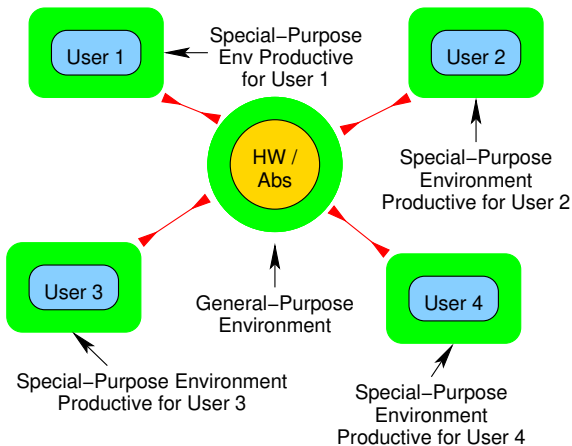 User 1
Special−Purpose
Env Productive
for User 1
User 2
HW /
Abs
Special−Purpose
Environment
Productive for User 2
User 3
General−Purpose
Environment
User 4
Special−Purpose Environment
Productive for User 3
Special−Purpose
Environment
Productive for User 4